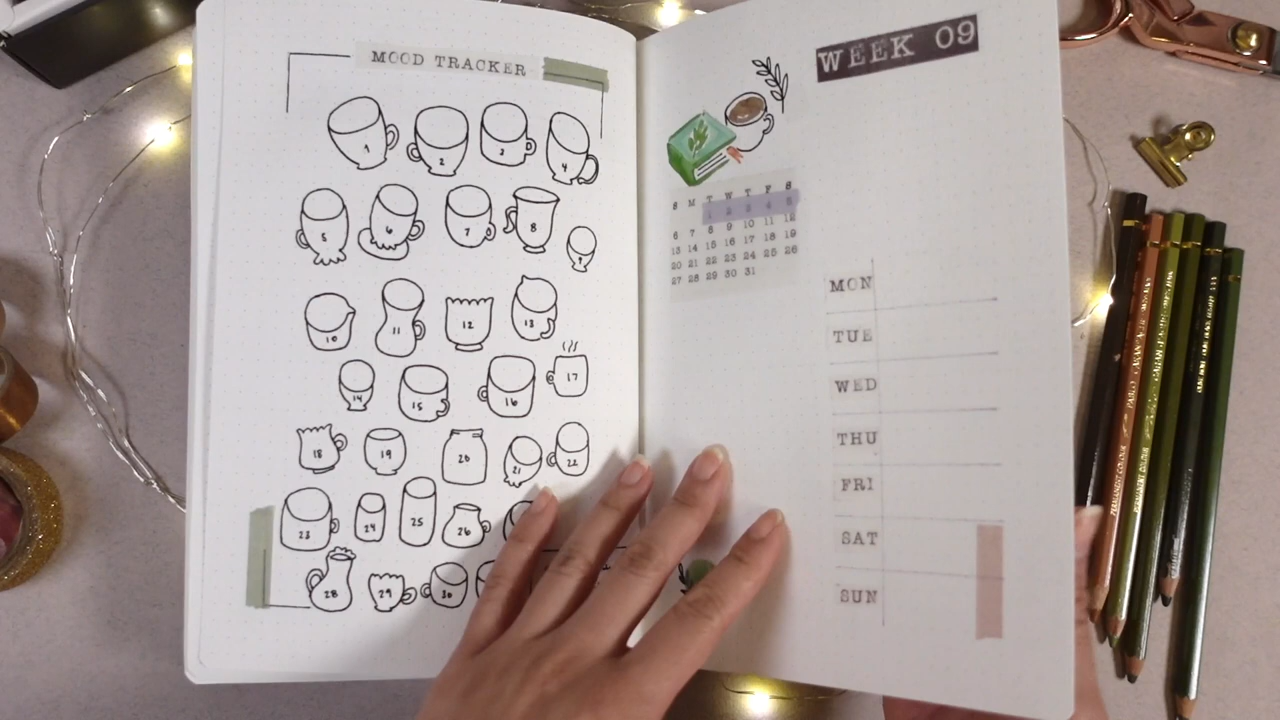 MOOD TRACKER
1 2 3 4
5 6 7 8 9
10 11 12 13
14 15 16 17
18 19 20 21 22
23 24 25 26
28 29 30
WEEK 09
S M T W T F S
1 2 3 4 5
6 7 8 9 10 11 12
13 14 15 16 17 18 19
20 21 22 23 24 25 26
27 28 29 30 31
MON
TUE
WED
THU
FRI
SAT
SUN